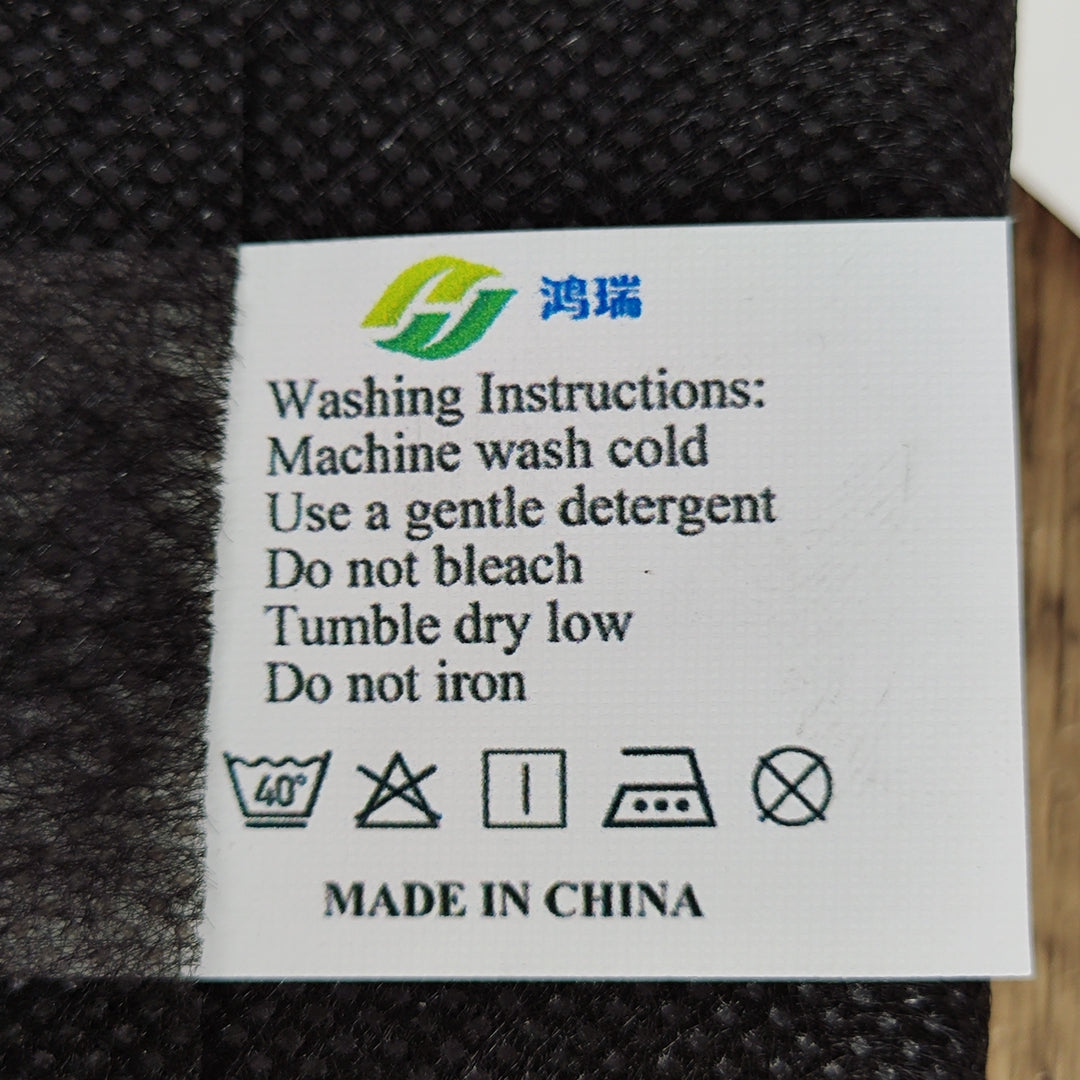 鸿瑞
Washing Instructions:
Machine wash cold
Use a gentle detergent
Do not bleach
Tumble dry low
Do not iron
40°
MADE IN CHINA